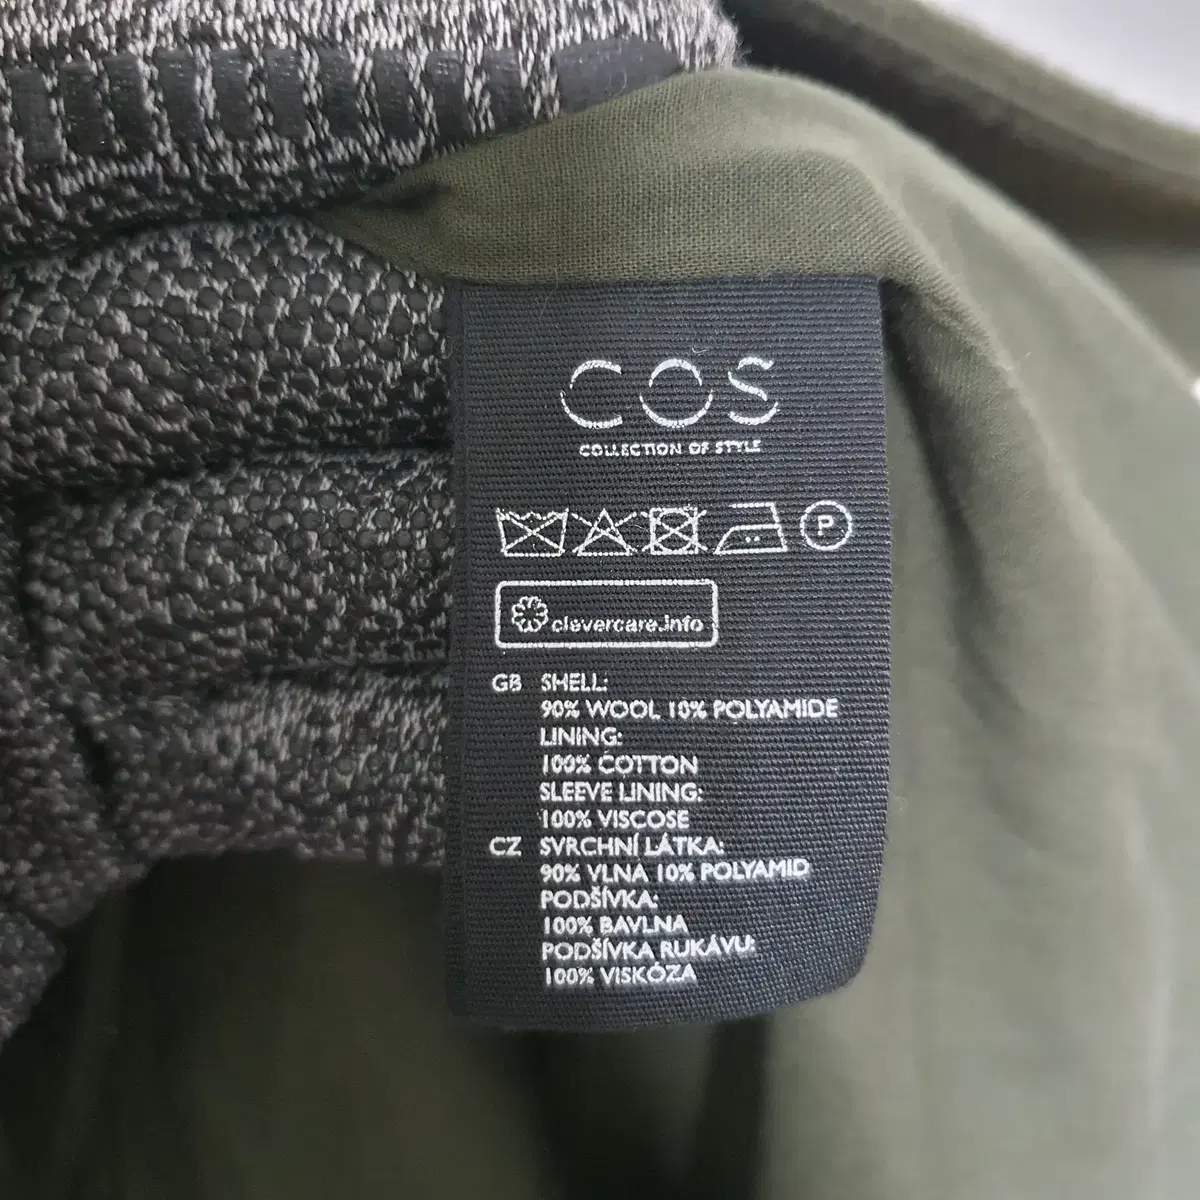 COS
COLLECTION OF STYLE
P
clevercare.info
GB SHELL:
90% WOOL 10% POLYAMIDE
LINING:
100% COTTON
SLEEVE LINING:
100% VISCOSE
CZ SVRCHNÍ LÁTKA:
90% VLNA 10% POLYAMID
PODŠÍVKA:
100% BAVLNA
PODŠÍVKA RUKÁVU:
100% VISKÓZA